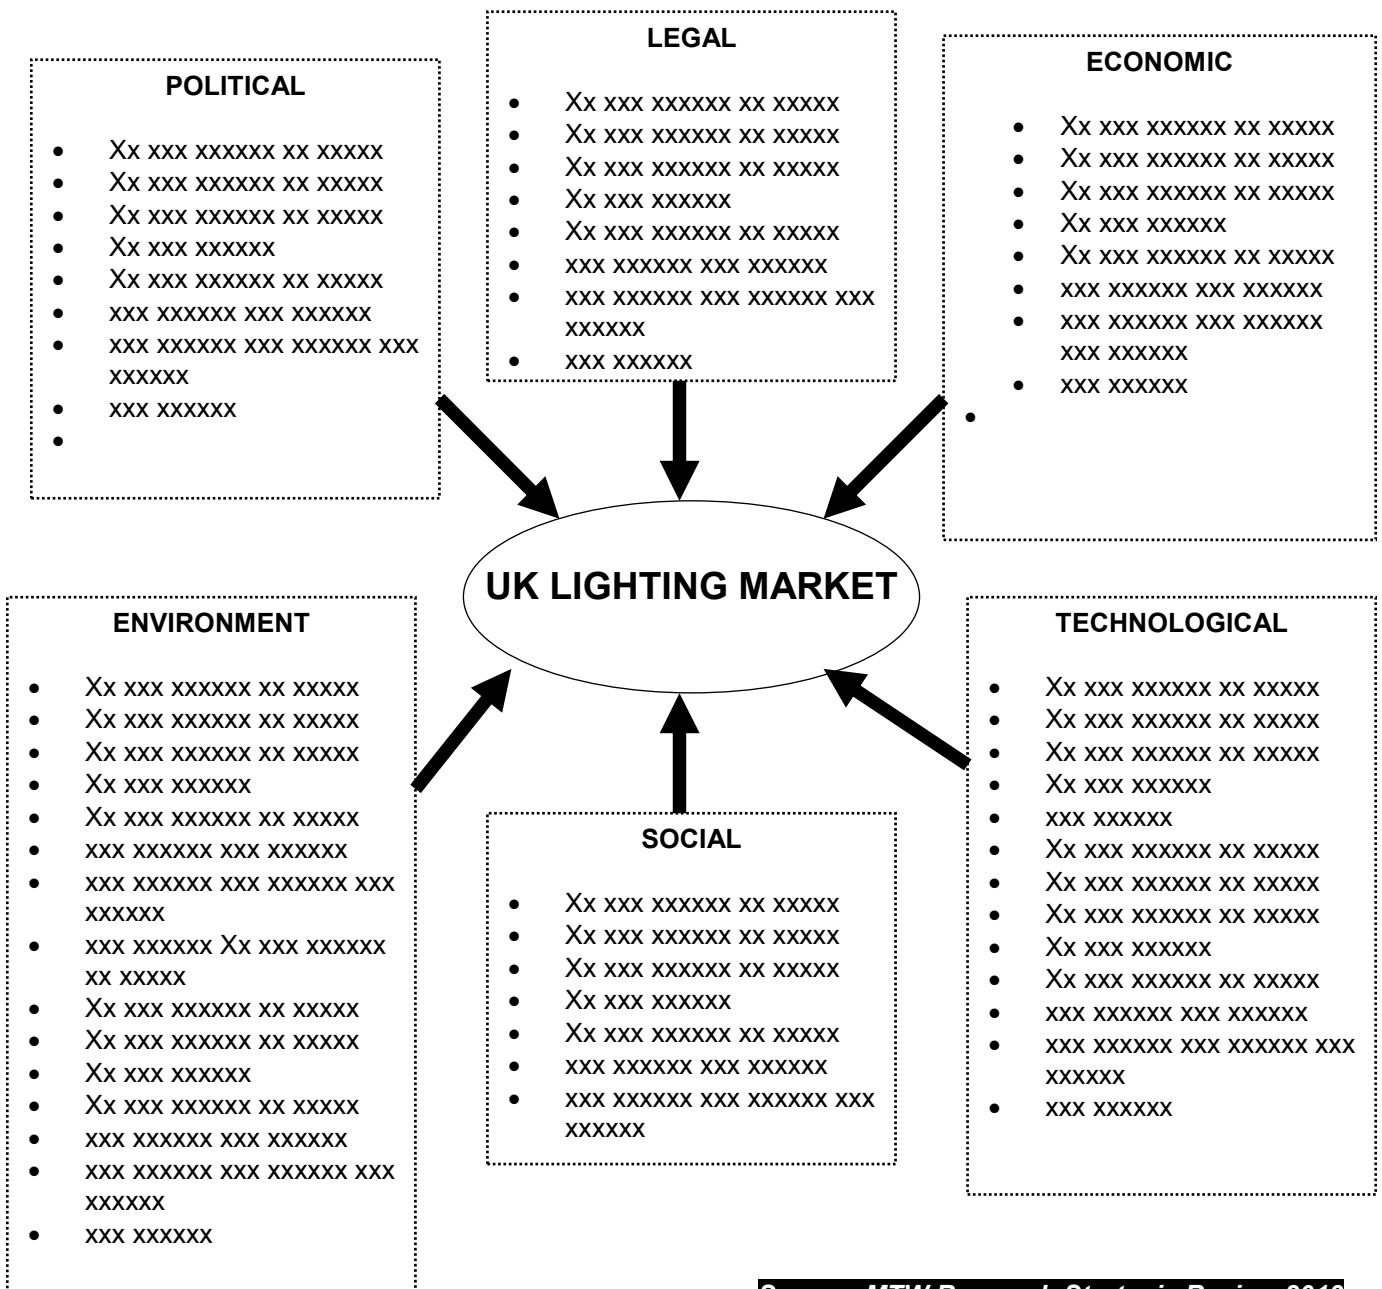 LEGAL
• Xx xxx xxxxxx xx xxxxx
• Xx xxx xxxxxx xx xxxxx
• Xx xxx xxxxxx xx xxxxx
• Xx xxx xxxxxx
• Xx xxx xxxxxx xx xxxxx
• xxx xxxxxx xxx xxxxxx
• xxx xxxxxx xxx xxxxxx xxx
xxxxxx
• xxx xxxxxx
POLITICAL
• Xx xxx xxxxxx xx xxxxx
• Xx xxx xxxxxx xx xxxxx
• Xx xxx xxxxxx xx xxxxx
• Xx xxx xxxxxx
• Xx xxx xxxxxx xx xxxxx
• xxx xxxxxx xxx xxxxxx
• xxx xxxxxx xxx xxxxxx xxx
xxxxxx
• xxx xxxxxx
•
ECONOMIC
• Xx xxx xxxxxx xx xxxxx
• Xx xxx xxxxxx xx xxxxx
• Xx xxx xxxxxx xx xxxxx
• Xx xxx xxxxxx
• Xx xxx xxxxxx xx xxxxx
• xxx xxxxxx xxx xxxxxx
• xxx xxxxxx xxx xxxxxx
xxx xxxxxx
• xxx xxxxxx
•
UK LIGHTING MARKET
ENVIRONMENT
• Xx xxx xxxxxx xx xxxxx
• Xx xxx xxxxxx xx xxxxx
• Xx xxx xxxxxx xx xxxxx
• Xx xxx xxxxxx
• Xx xxx xxxxxx xx xxxxx
• xxx xxxxxx xxx xxxxxx
• xxx xxxxxx xxx xxxxxx xxx
xxxxxx
• xxx xxxxxx Xx xxx xxxxxx
xx xxxxx
• Xx xxx xxxxxx xx xxxxx
• Xx xxx xxxxxx xx xxxxx
• Xx xxx xxxxxx
• Xx xxx xxxxxx xx xxxxx
• xxx xxxxxx xxx xxxxxx
• xxx xxxxxx xxx xxxxxx xxx
xxxxxx
• xxx xxxxxx
SOCIAL
• Xx xxx xxxxxx xx xxxxx
• Xx xxx xxxxxx xx xxxxx
• Xx xxx xxxxxx xx xxxxx
• Xx xxx xxxxxx
• Xx xxx xxxxxx xx xxxxx
• xxx xxxxxx xxx xxxxxx
• xxx xxxxxx xxx xxxxxx xxx
xxxxxx
TECHNOLOGICAL
• Xx xxx xxxxxx xx xxxxx
• Xx xxx xxxxxx xx xxxxx
• Xx xxx xxxxxx xx xxxxx
• Xx xxx xxxxxx
• xxx xxxxxx
• Xx xxx xxxxxx xx xxxxx
• Xx xxx xxxxxx xx xxxxx
• Xx xxx xxxxxx xx xxxxx
• Xx xxx xxxxxx
• Xx xxx xxxxxx xx xxxxx
• xxx xxxxxx xxx xxxxxx
• xxx xxxxxx xxx xxxxxx xxx
xxxxxx
• xxx xxxxxx
MTW Research Strategic Review